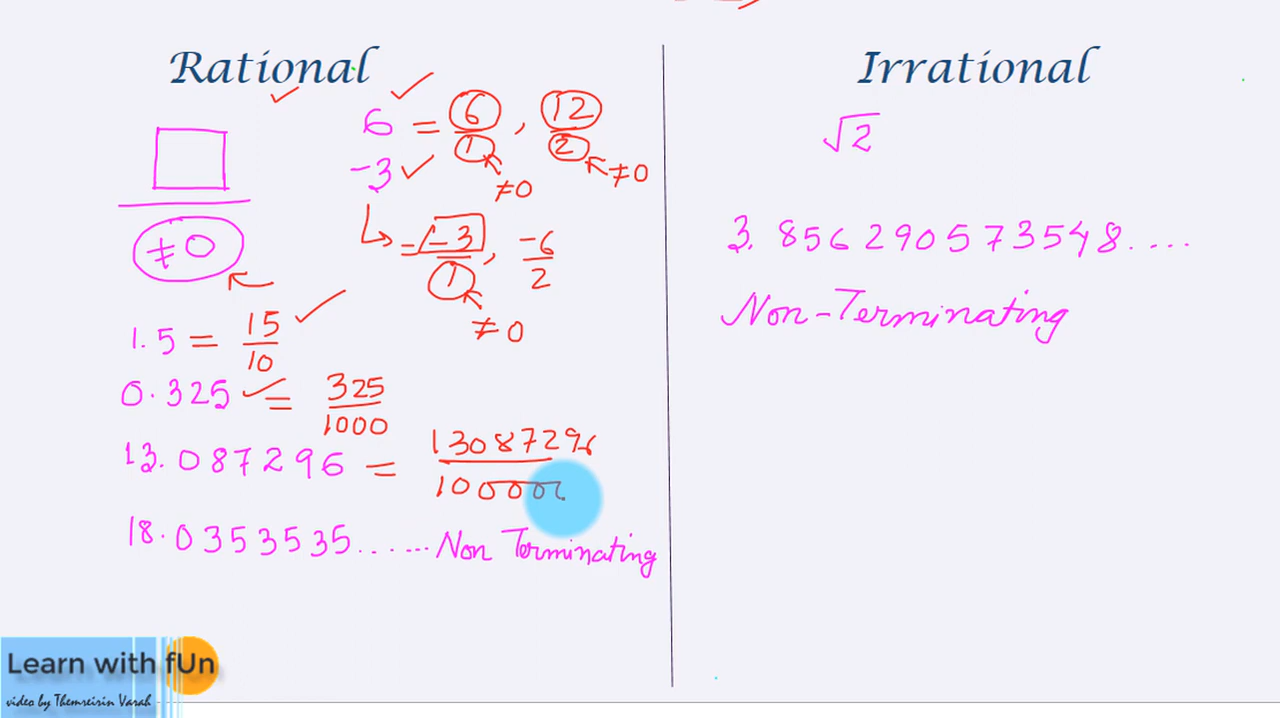 Rational
Irrational
6 = 6/1 , 12/2
≠0 ≠0
-3
= -3/1 , -6/2
≠0
□/≠0
1.5 = 15/10
0.325 = 325/1000
13.087296 = 13087296/100000
18.0353535...... Non Terminating
√2
3.856290573548....
Non-Terminating
Learn with fUn
video by Themreirin Varah